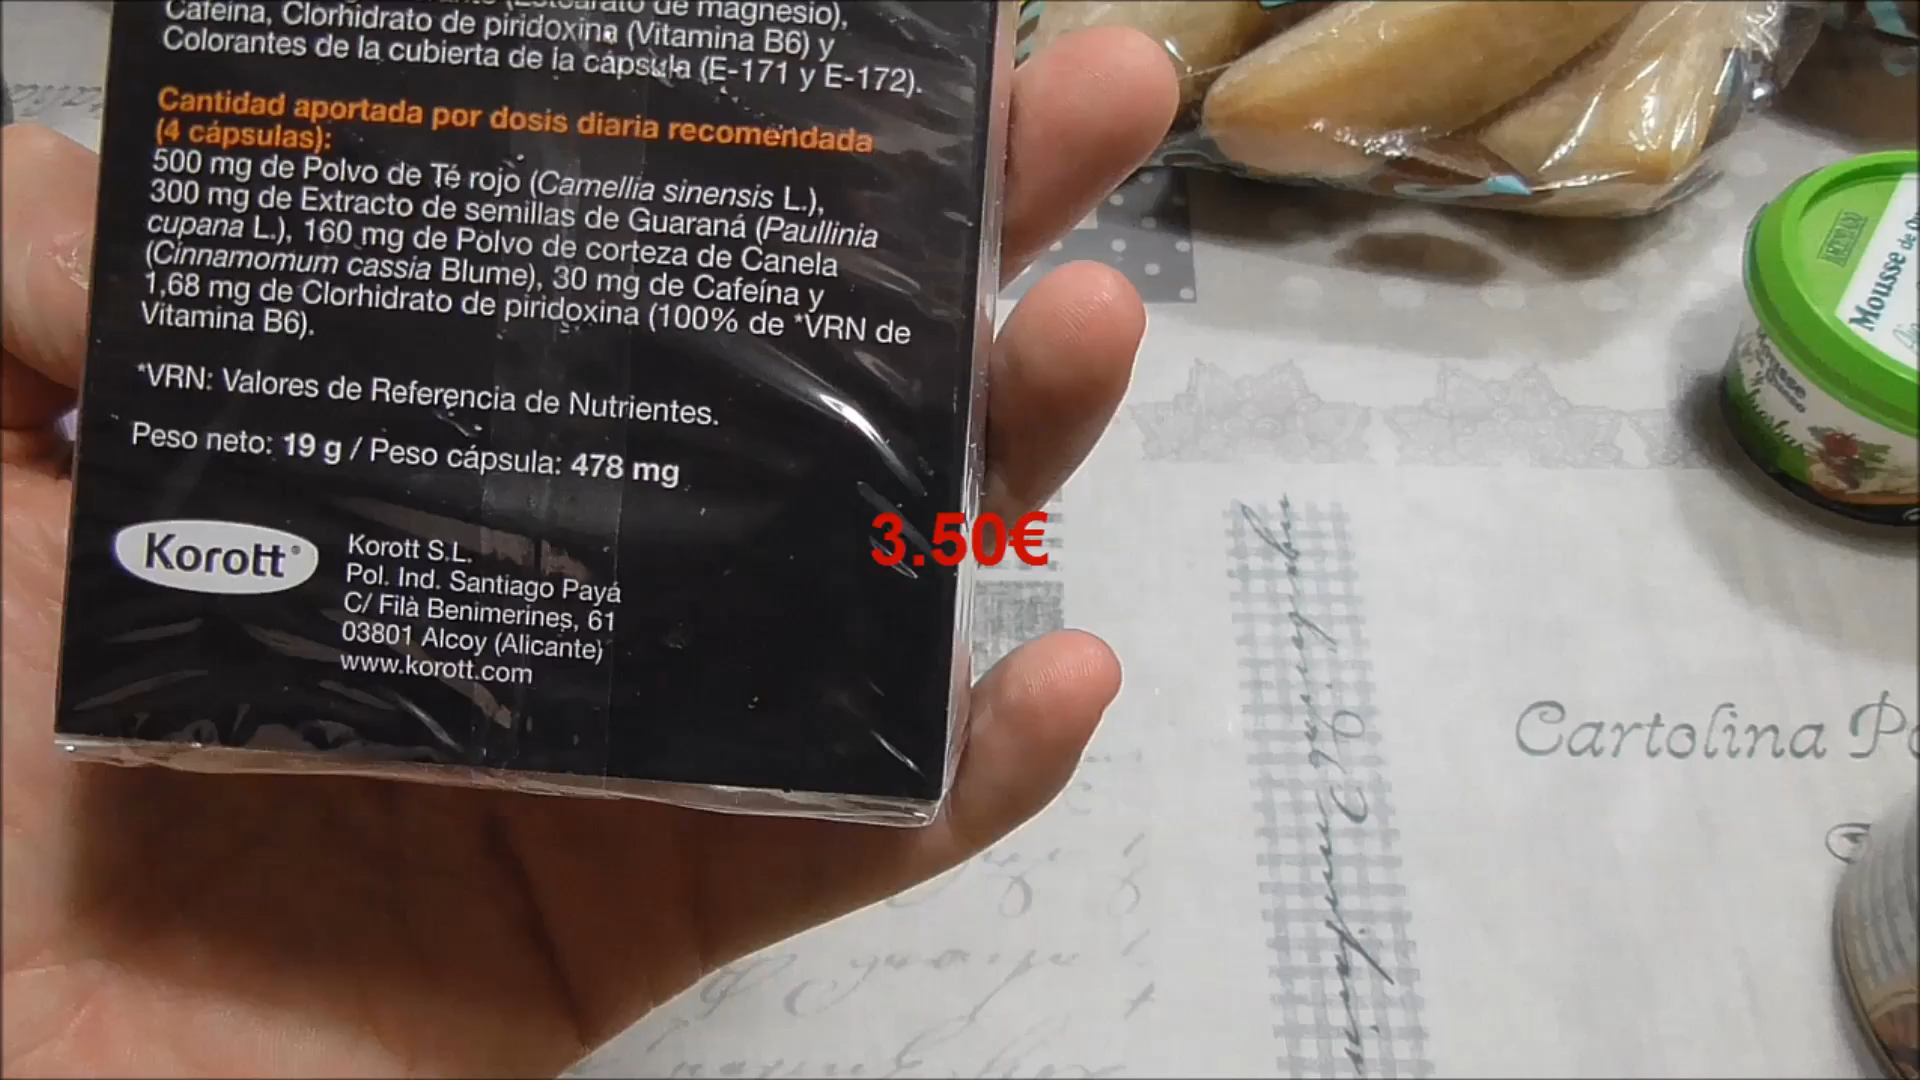 de magnesio),
Cafeína, Clorhidrato de piridoxina (Vitamina B6) y
Colorantes de la cubierta de la cápsula (E-171 y E-172).
Cantidad aportada por dosis diaria recomendada
(4 cápsulas):
500 mg de Polvo de Té rojo (Camellia sinensis L.),
300 mg de Extracto de semillas de Guaraná (Paullinia
cupana L.), 160 mg de Polvo de corteza de Canela
(Cinnamomum cassia Blume), 30 mg de Cafeína y
1,68 mg de Clorhidrato de piridoxina (100% de *VRN de
Vitamina B6).
*VRN: Valores de Referencia de Nutrientes.
Peso neto: 19 g / Peso cápsula: 478 mg
Korott®
Korott S.L.
Pol. Ind. Santiago Payá
C/ Filà Benimerines, 61
03801 Alcoy (Alicante)
www.korott.com
3.50€
Mousse de
Mousse
Cartolina